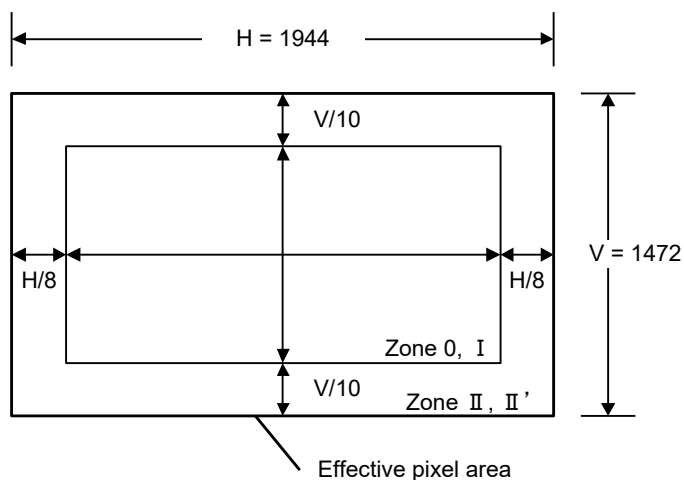 H = 1944
V/10
H/8
H/8
V = 1472
Zone 0, Ⅰ
V/10
Zone Ⅱ, Ⅱ’
Effective pixel area